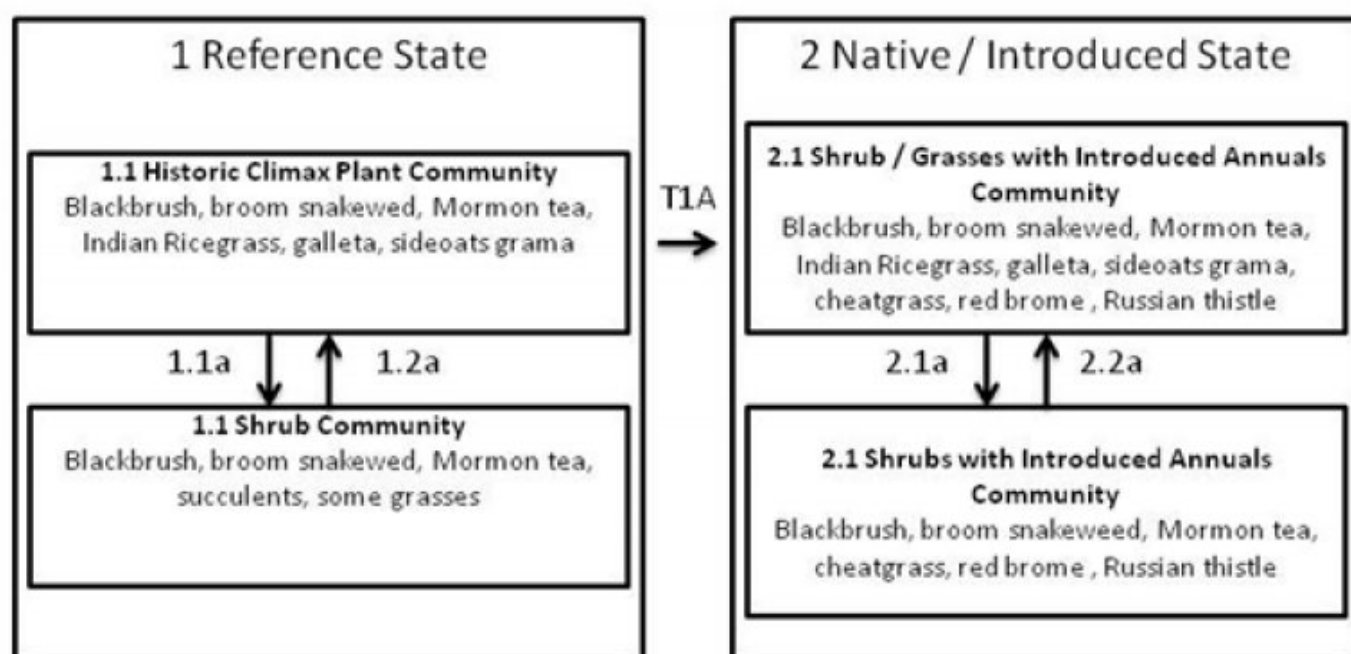 1 Reference State
1.1 Historic Climax Plant Community
Blackbrush, broom snakewed, Mormon tea,
Indian Ricegrass, galleta, sideoats grama
1.1a
1.2a
1.1 Shrub Community
Blackbrush, broom snakewed, Mormon tea,
succulents, some grasses
T1A
2 Native / Introduced State
2.1 Shrub / Grasses with Introduced Annuals
Community
Blackbrush, broom snakewed, Mormon tea,
Indian Ricegrass, galleta, sideoats grama,
cheatgrass, red brome , Russian thistle
2.1a
2.2a
2.1 Shrubs with Introduced Annuals
Community
Blackbrush, broom snakeweed, Mormon tea,
cheatgrass, red brome , Russian thistle